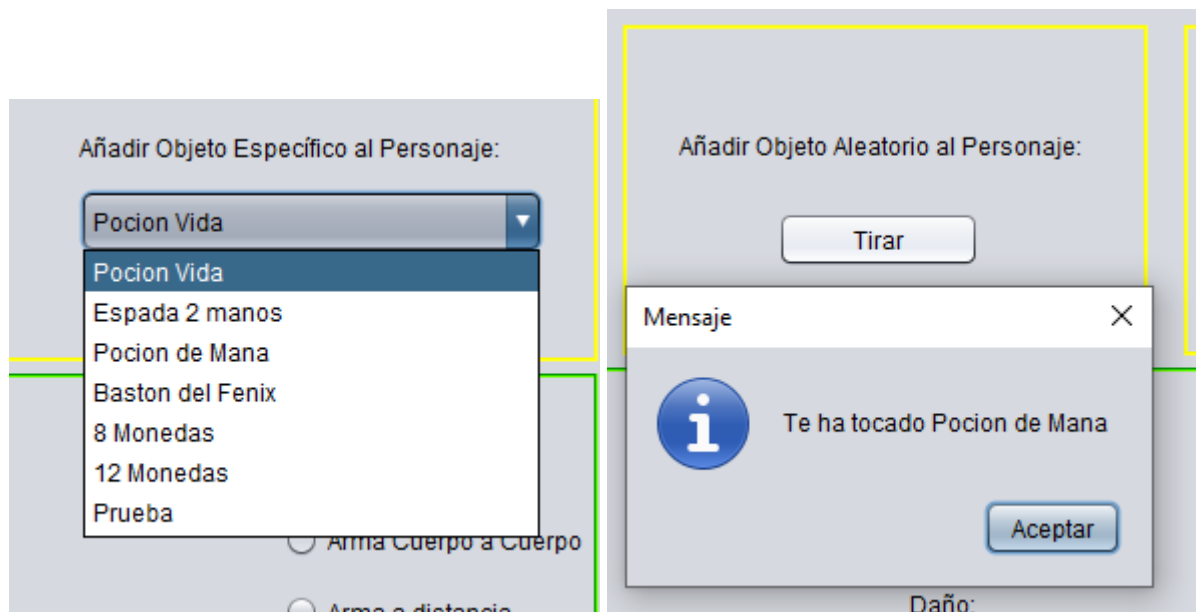 Añadir Objeto Específico al Personaje:
Pocion Vida
Pocion Vida
Espada 2 manos
Pocion de Mana
Baston del Fenix
8 Monedas
12 Monedas
Prueba
Arma Cuerpo a Cuerpo
Arma a distancia
Añadir Objeto Aleatorio al Personaje:
Tirar
Mensaje
Te ha tocado Pocion de Mana
Aceptar
Daño: